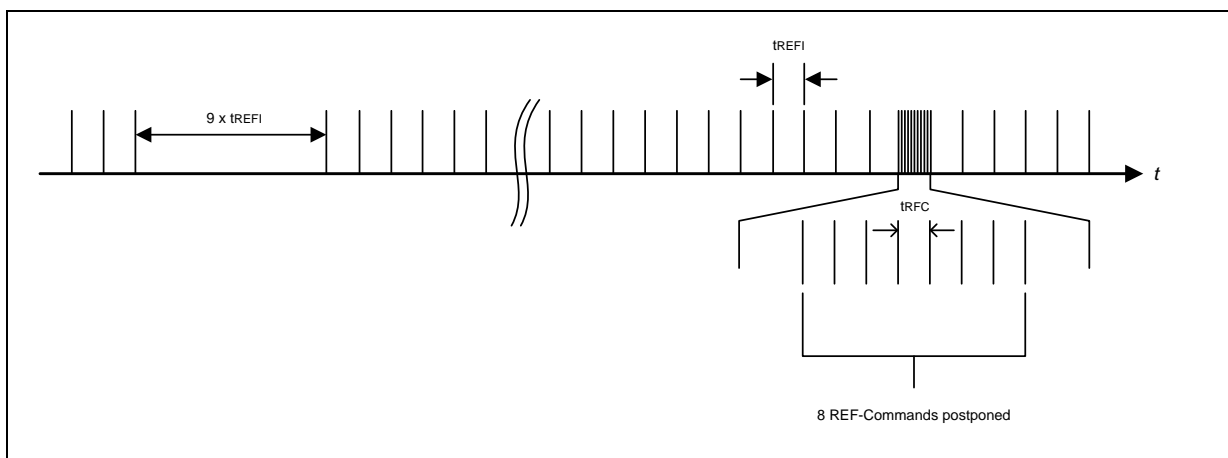 tREFI
9 x tREFI
t
tRFC
8 REF-Commands postponed